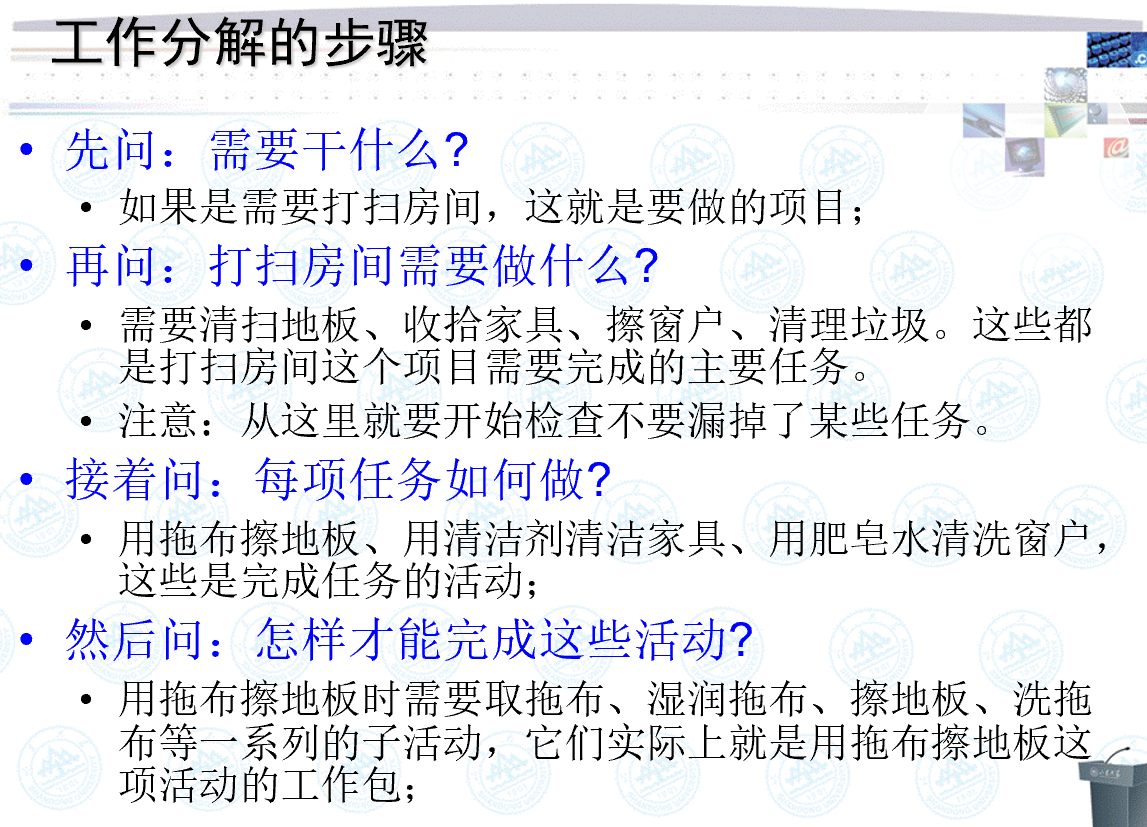 工作分解的步骤
• 先问：需要干什么?
• 如果是需要打扫房间，这就是要做的项目；
• 再问：打扫房间需要做什么?
• 需要清扫地板、收拾家具、擦窗户、清理垃圾。这些都
是打扫房间这个项目需要完成的主要任务。
• 注意：从这里就要开始检查不要漏掉了某些任务。
• 接着问：每项任务如何做?
• 用拖布擦地板、用清洁剂清洁家具、用肥皂水清洗窗户，
这些是完成任务的活动；
• 然后问：怎样才能完成这些活动?
• 用拖布擦地板时需要取拖布、湿润拖布、擦地板、洗拖
布等一系列的子活动，它们实际上就是用拖布擦地板这
项活动的工作包；